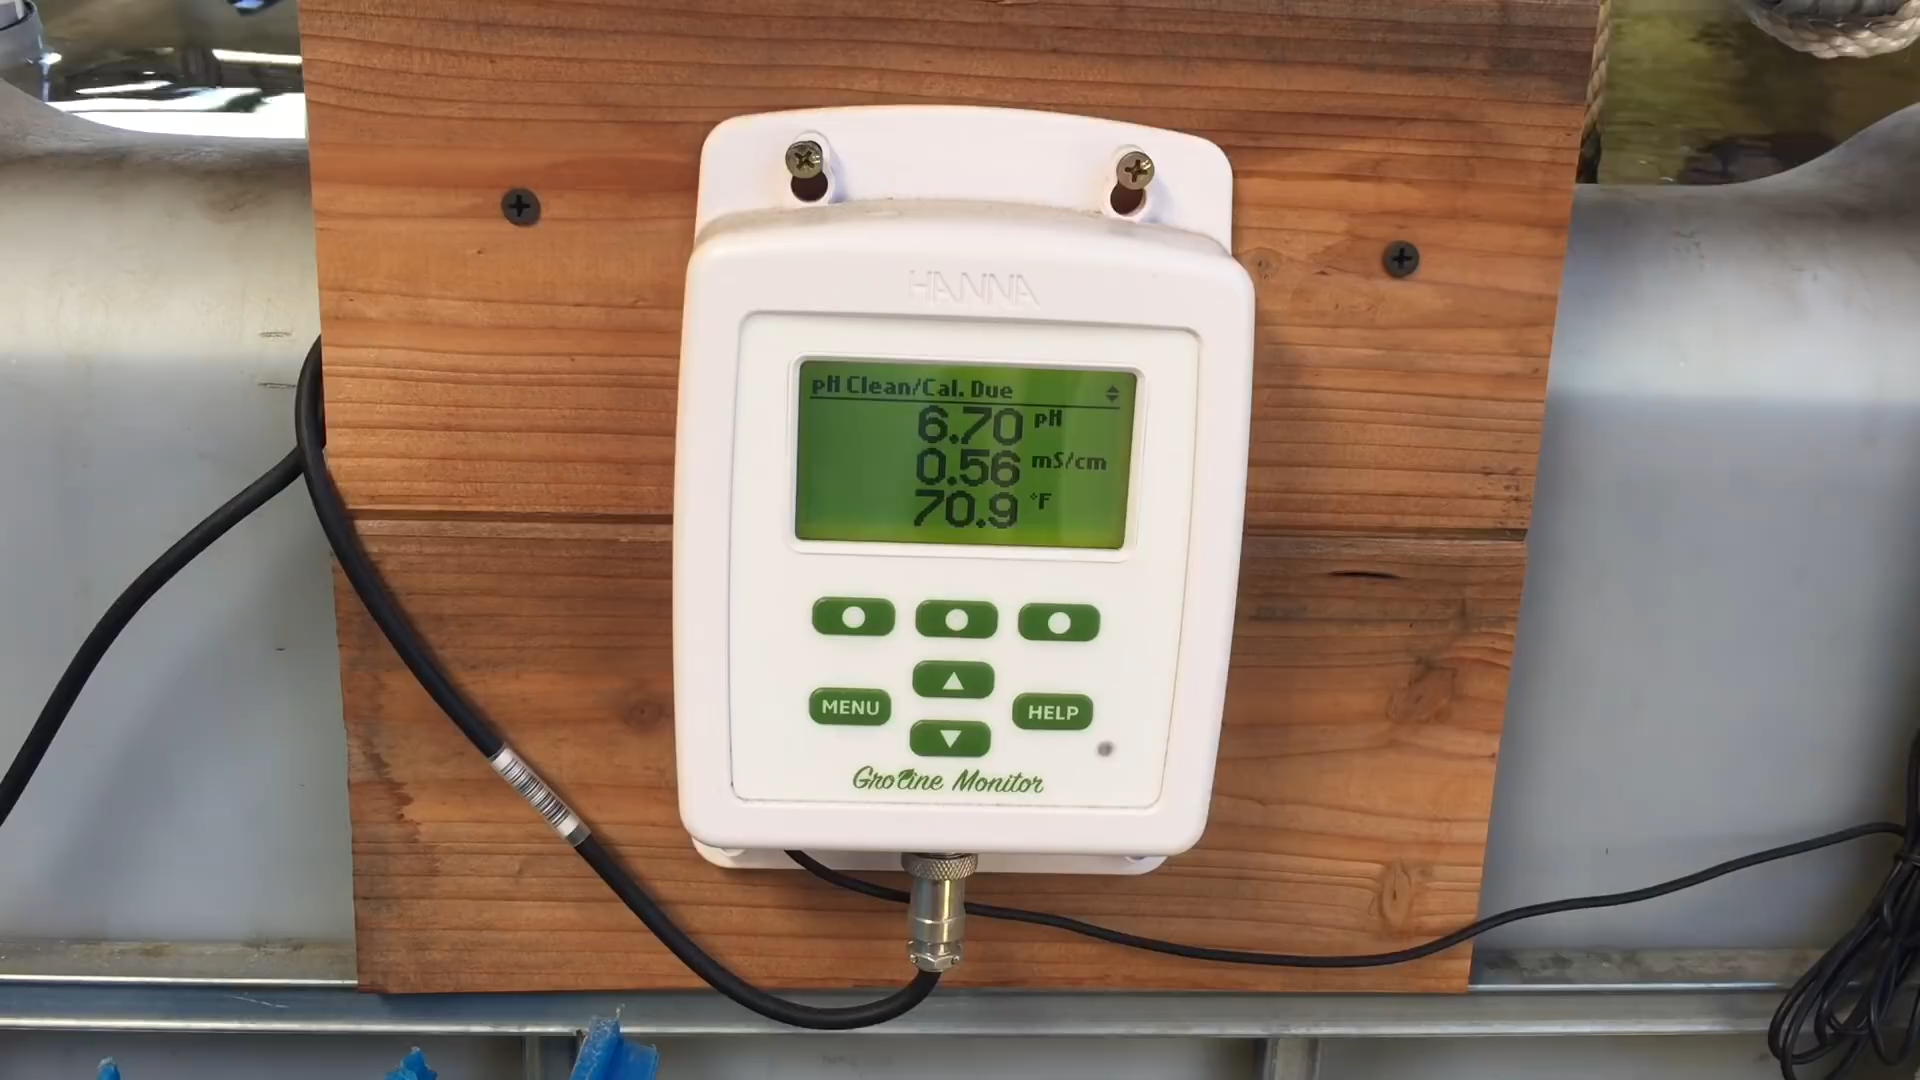 HANNA
pH Clean/Cal. Due
6.70 pH
0.56 mS/cm
70.9 °F
MENU
HELP
GroLine Monitor